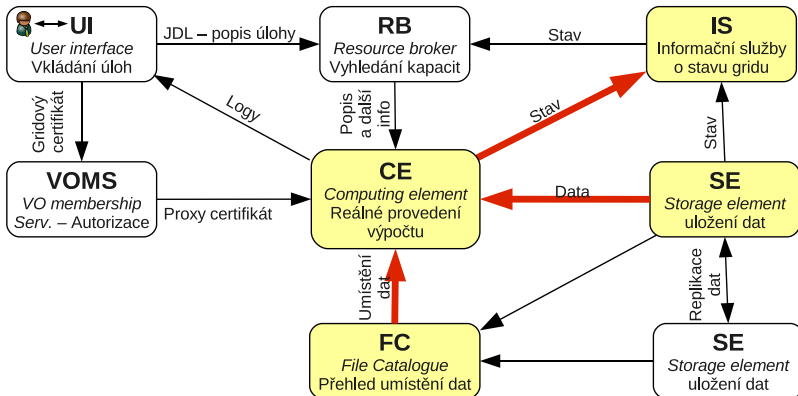 UI
User interface
Vkládání úloh
JDL – popis úlohy
RB
Resource broker
Vyhledání kapacit
Stav
IS
Informační služby
o stavu gridu
Gridový
certifikát
Logy
Popis
a další
info
Stav
Stav
VOMS
VO membership
Serv. – Autorizace
Proxy certifikát
CE
Computing element
Reálné provedení
výpočtu
Data
SE
Storage element
uložení dat
Umístění
dat
Replikace
dat
FC
File Catalogue
Přehled umístění dat
SE
Storage element
uložení dat